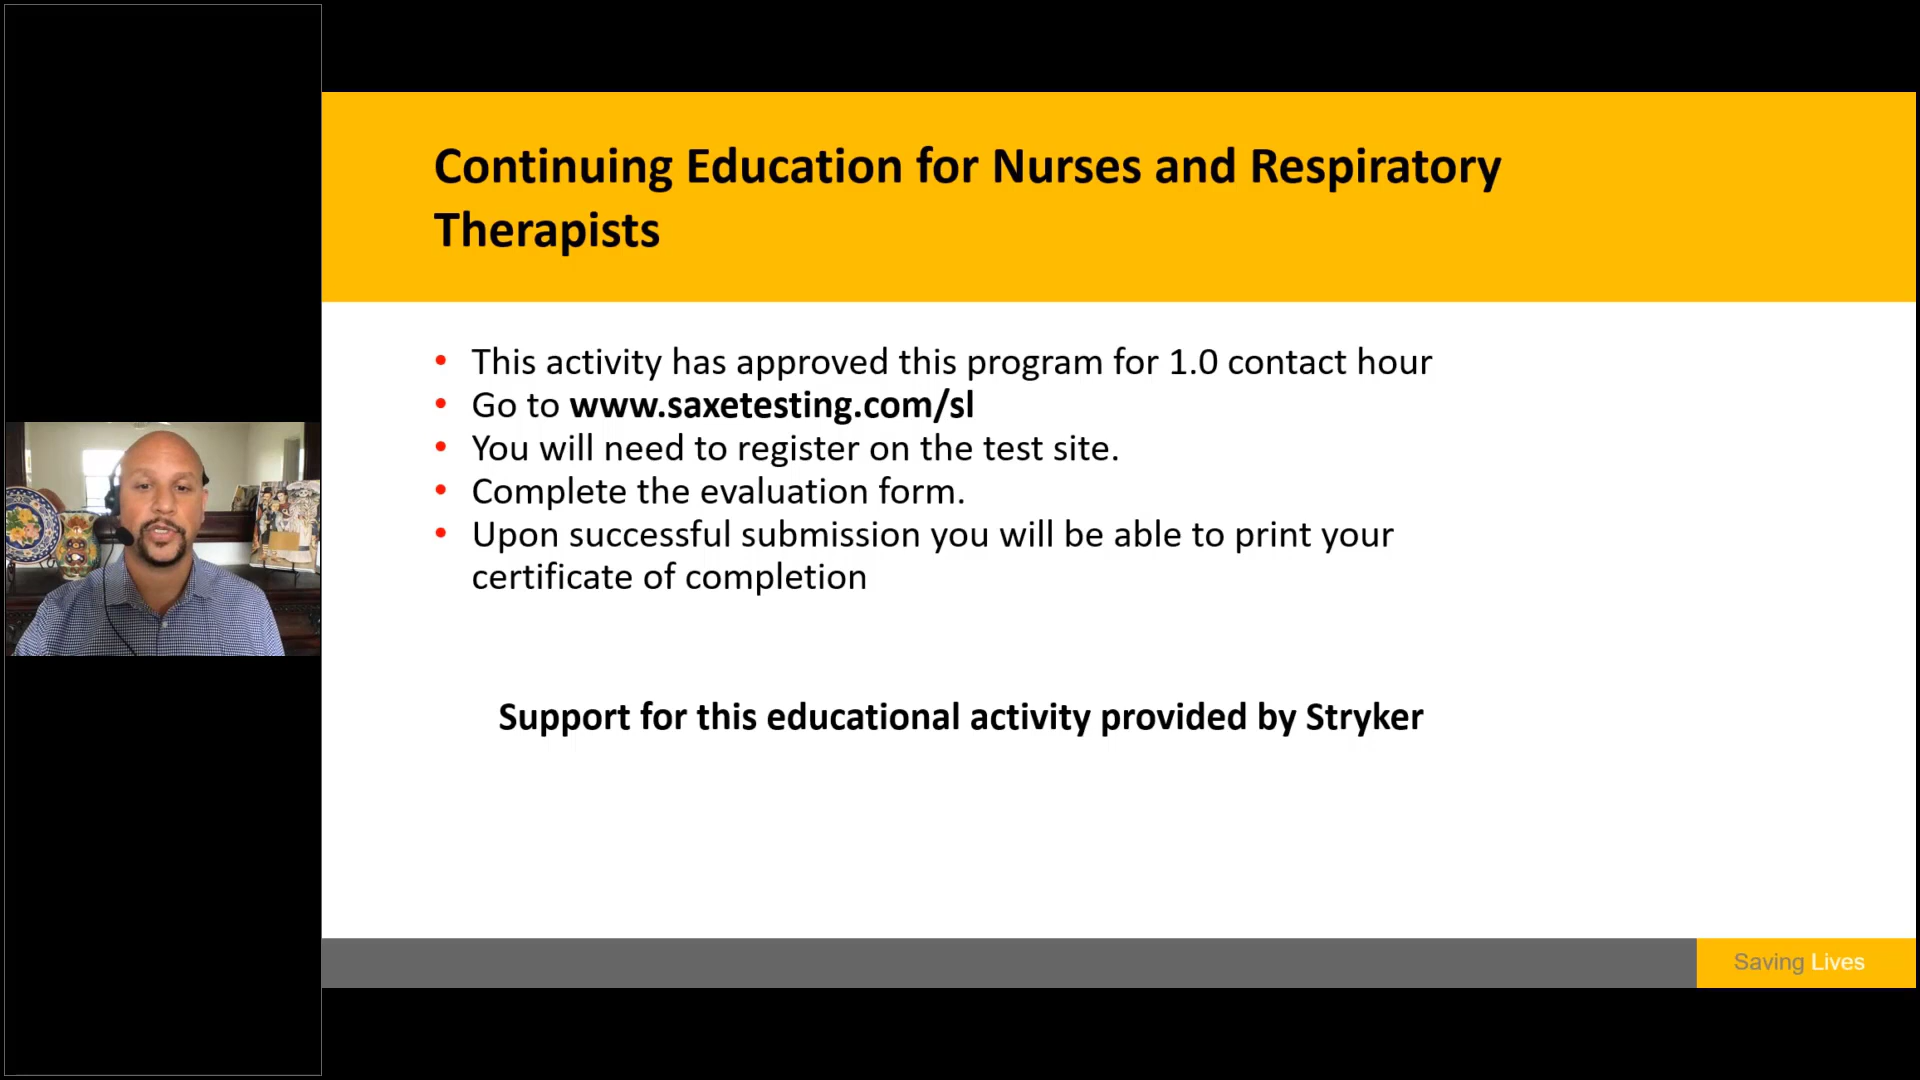 Continuing Education for Nurses and Respiratory
Therapists
• This activity has approved this program for 1.0 contact hour
• Go to www.saxetesting.com/sl
• You will need to register on the test site.
• Complete the evaluation form.
• Upon successful submission you will be able to print your
certificate of completion
Support for this educational activity provided by Stryker
Saving Lives